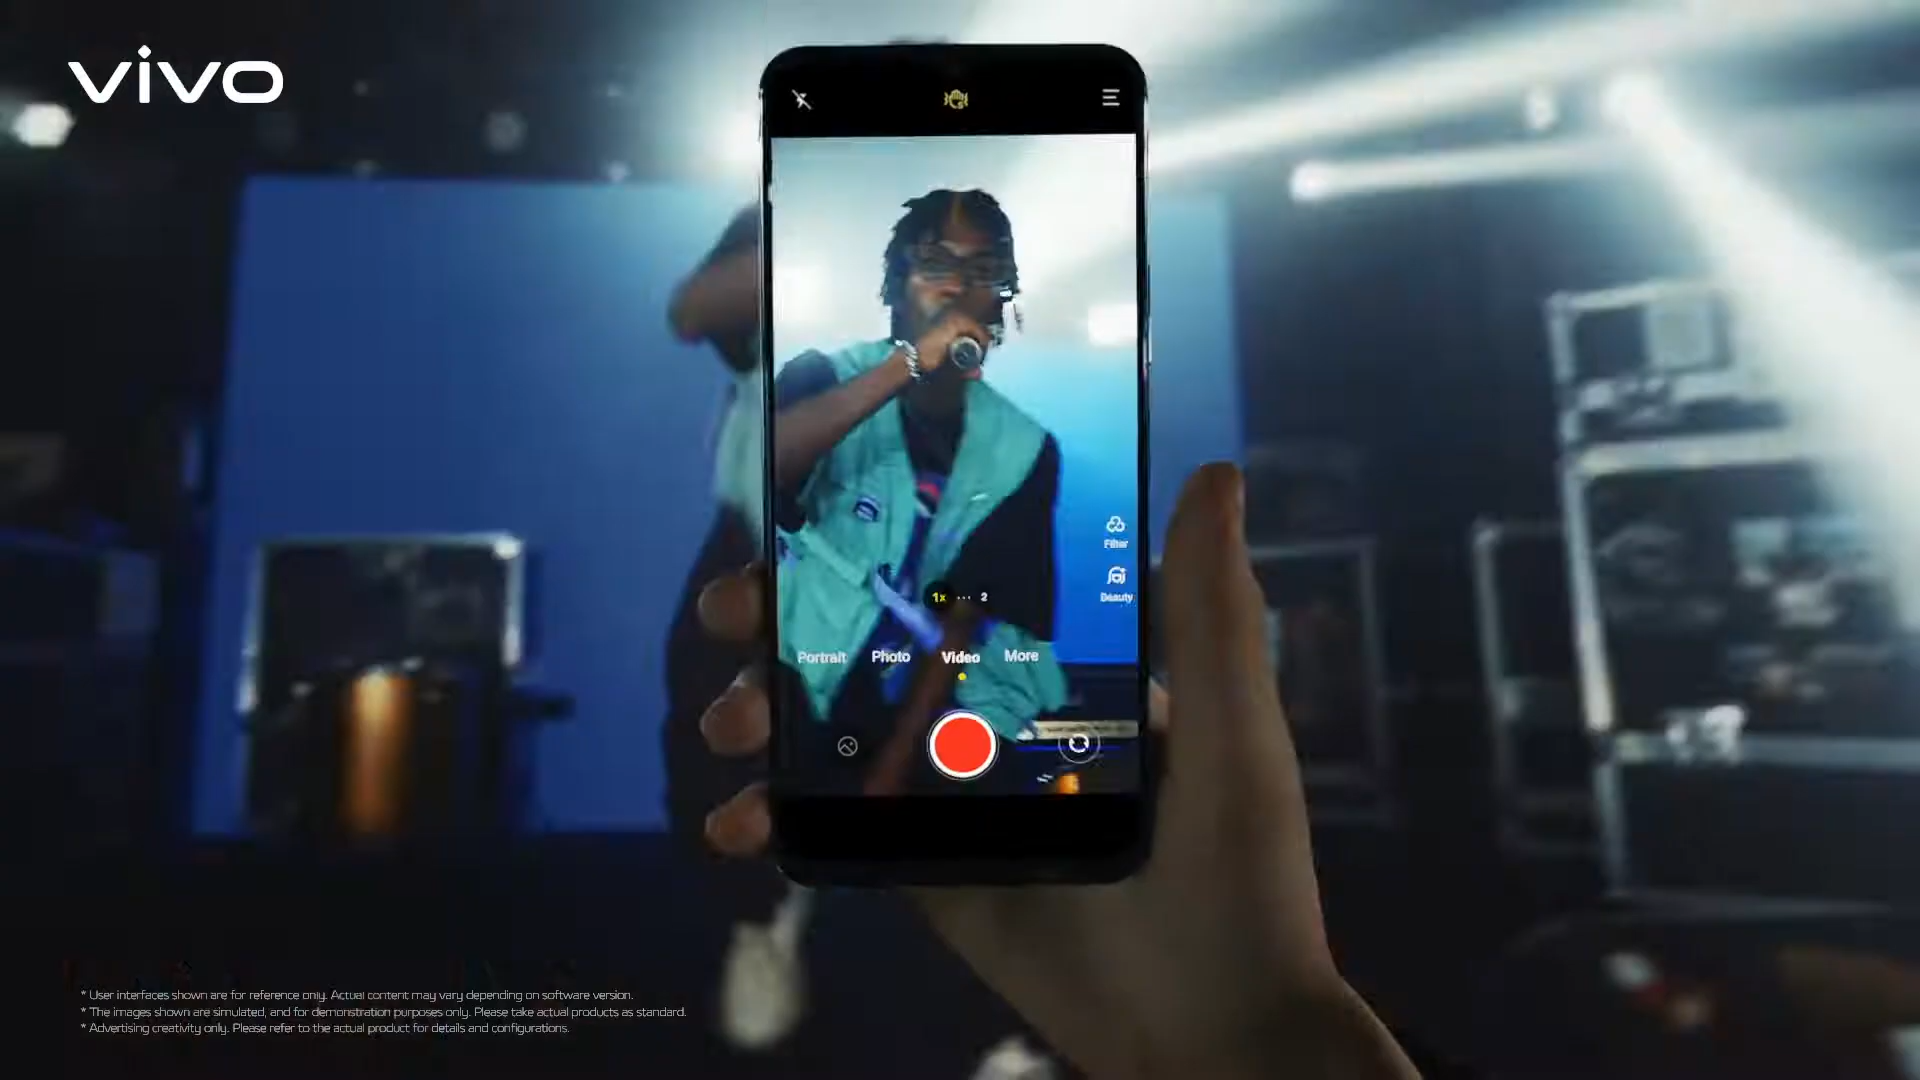 vivo
Filter
1x ··· 2
Beauty
Portrait Photo Video More
* User interfaces shown are for reference only. Actual content may vary depending on software version.
* The images shown are simulated, and for demonstration purposes only. Please take actual products as standard.
* Advertising creativity only. Please refer to the actual product for details and configurations.